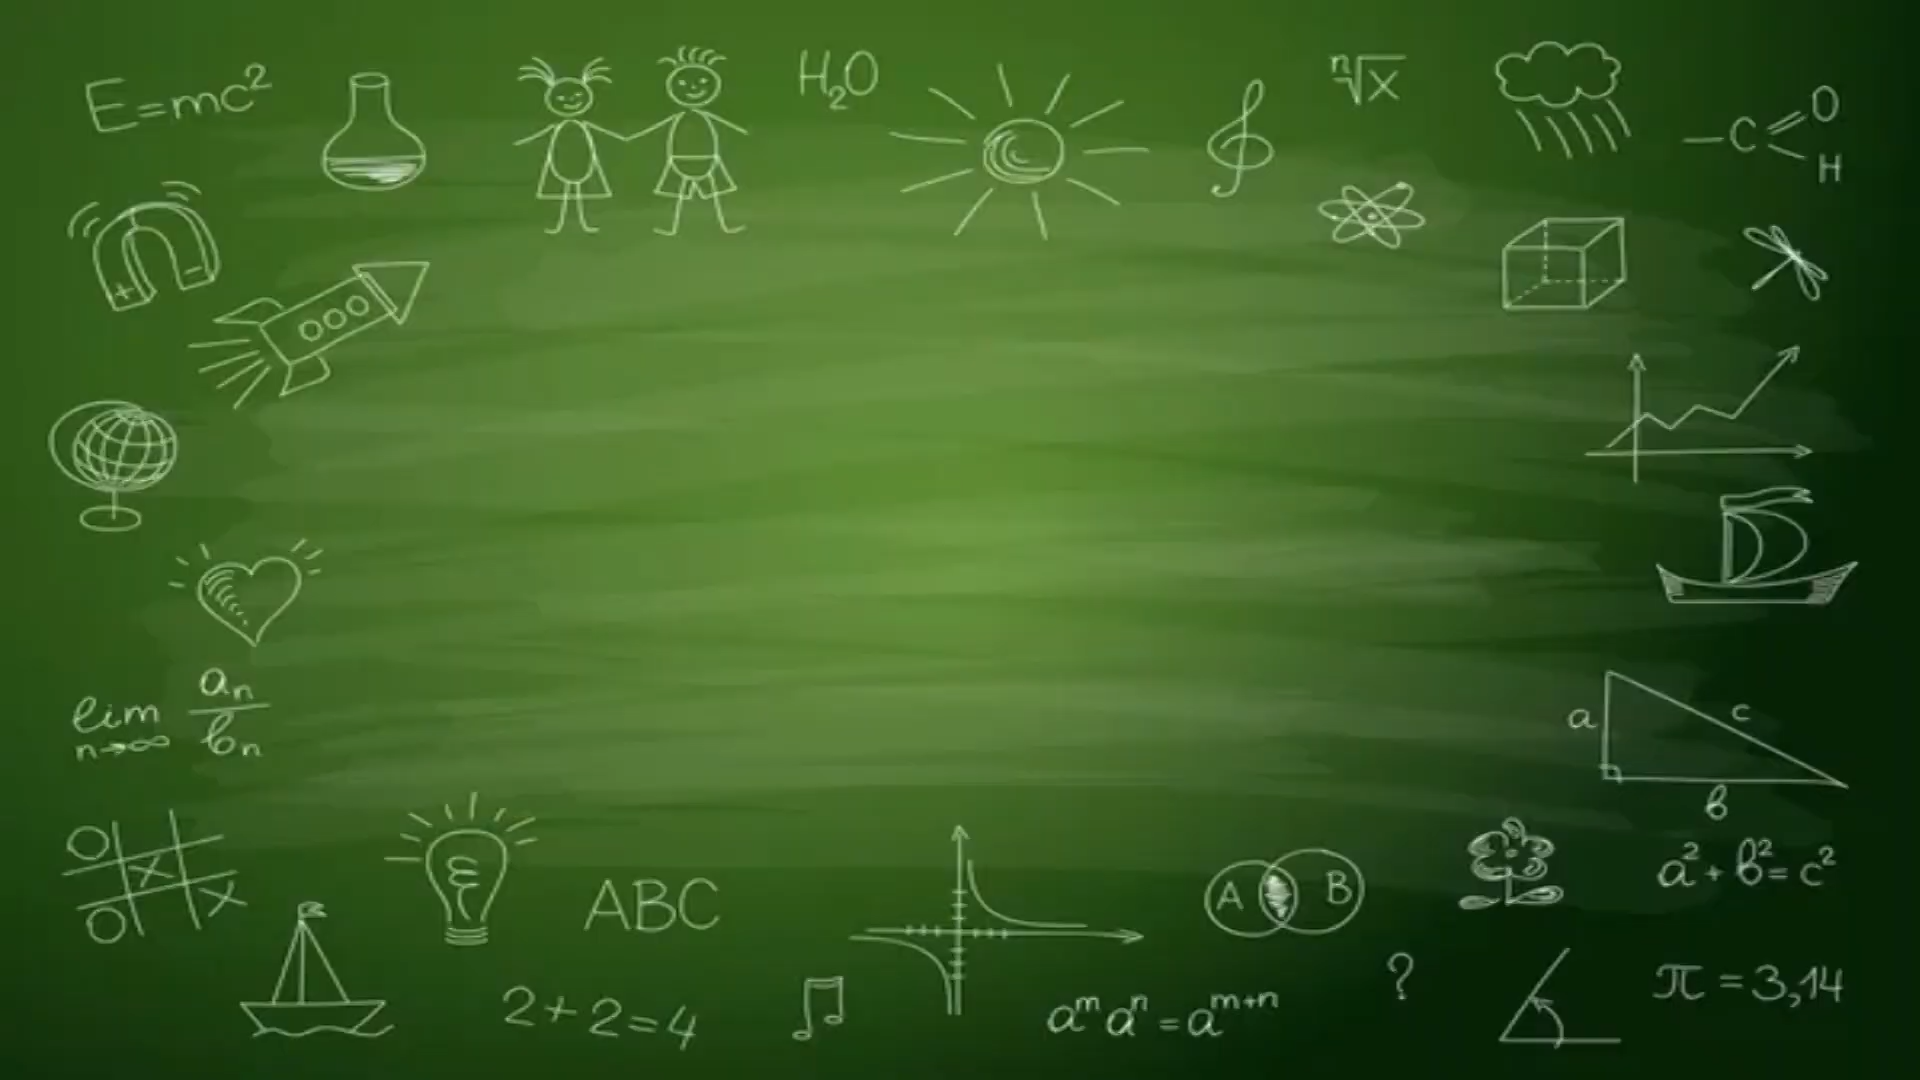 E=mc²
H₂O
ⁿ√x
O
–C
H
+ –
lim aₙ
n→∞ bₙ
a c
b
O
X
X
O
ABC
A B
a²+b²=c²
?
π=3,14
2+2=4
aᵐaⁿ=aᵐ⁺ⁿ